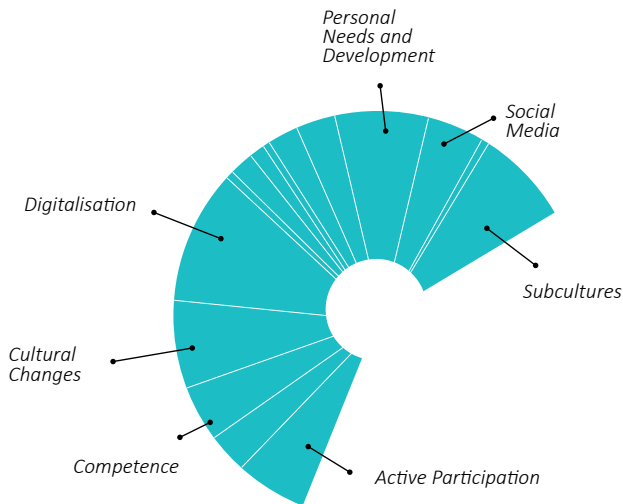 Personal
Needs and
Development
Social
Media
Digitalisation
Subcultures
Cultural
Changes
Competence
Active Participation